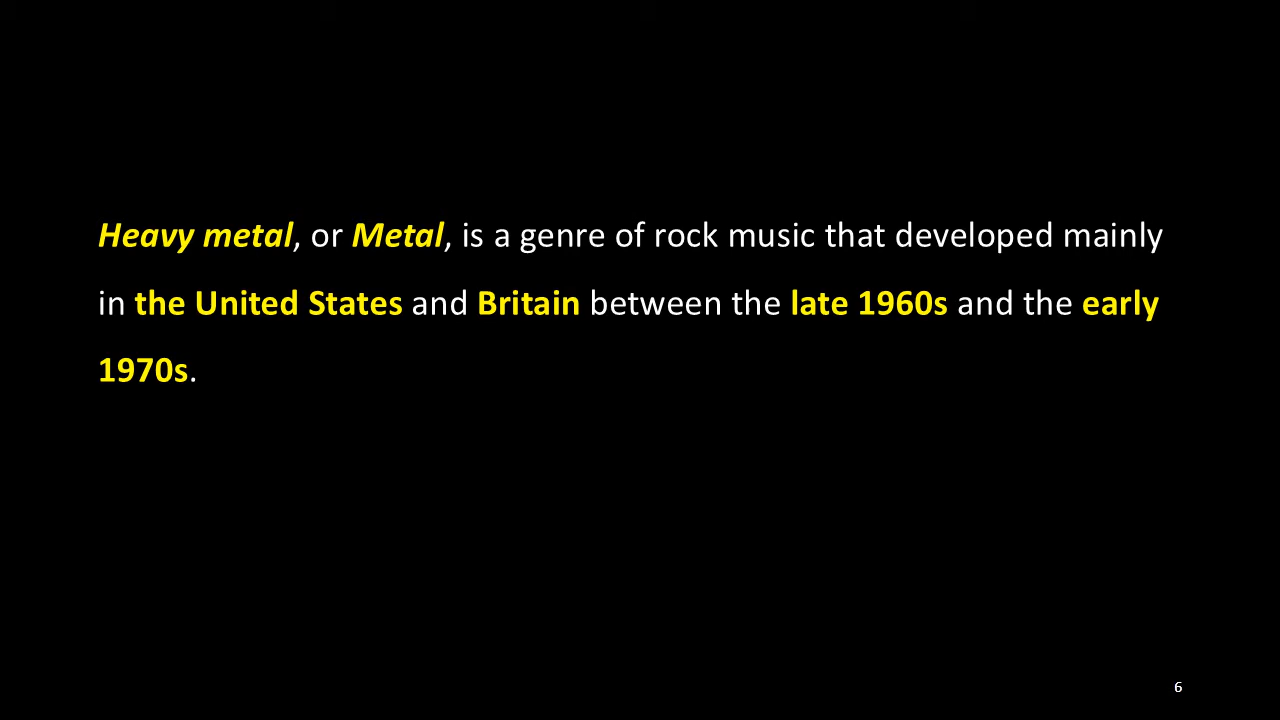 Heavy metal, or Metal, is a genre of rock music that developed mainly
in the United States and Britain between the late 1960s and the early
1970s.
6